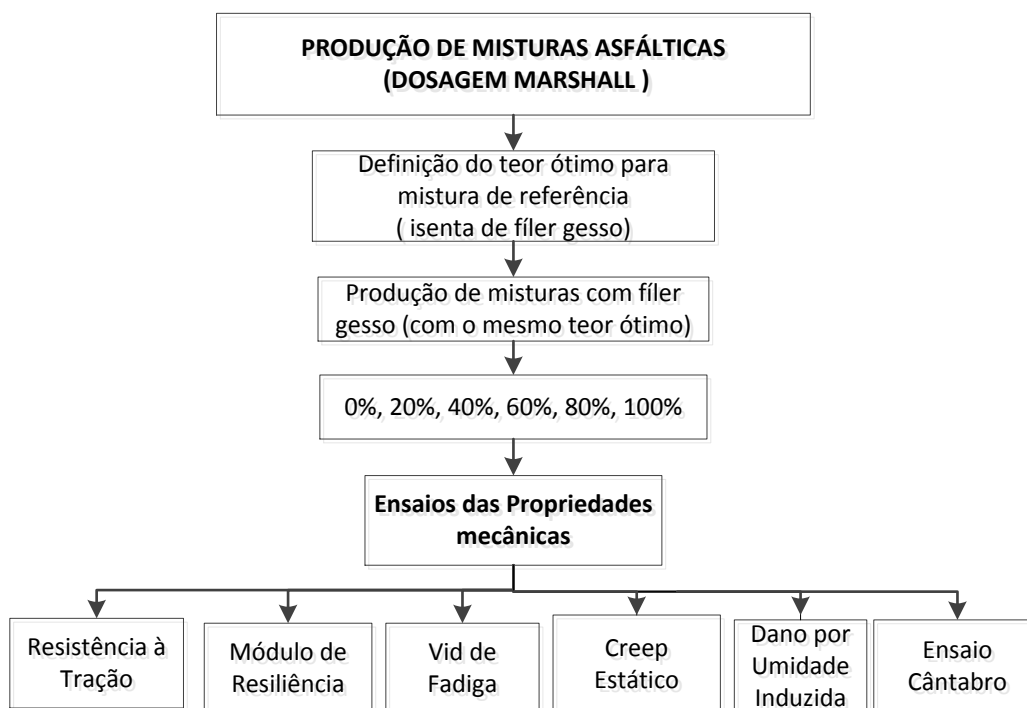 PRODUÇÃO DE MISTURAS ASFÁLTICAS
(DOSAGEM MARSHALL )
Definição do teor ótimo para
mistura de referência
( isenta de fíler gesso)
Produção de misturas com fíler
gesso (com o mesmo teor ótimo)
0%, 20%, 40%, 60%, 80%, 100%
Ensaios das Propriedades
mecânicas
Resistência à
Tração
Módulo de
Resiliência
Vid de
Fadiga
Creep
Estático
Dano por
Umidade
Induzida
Ensaio
Cântabro